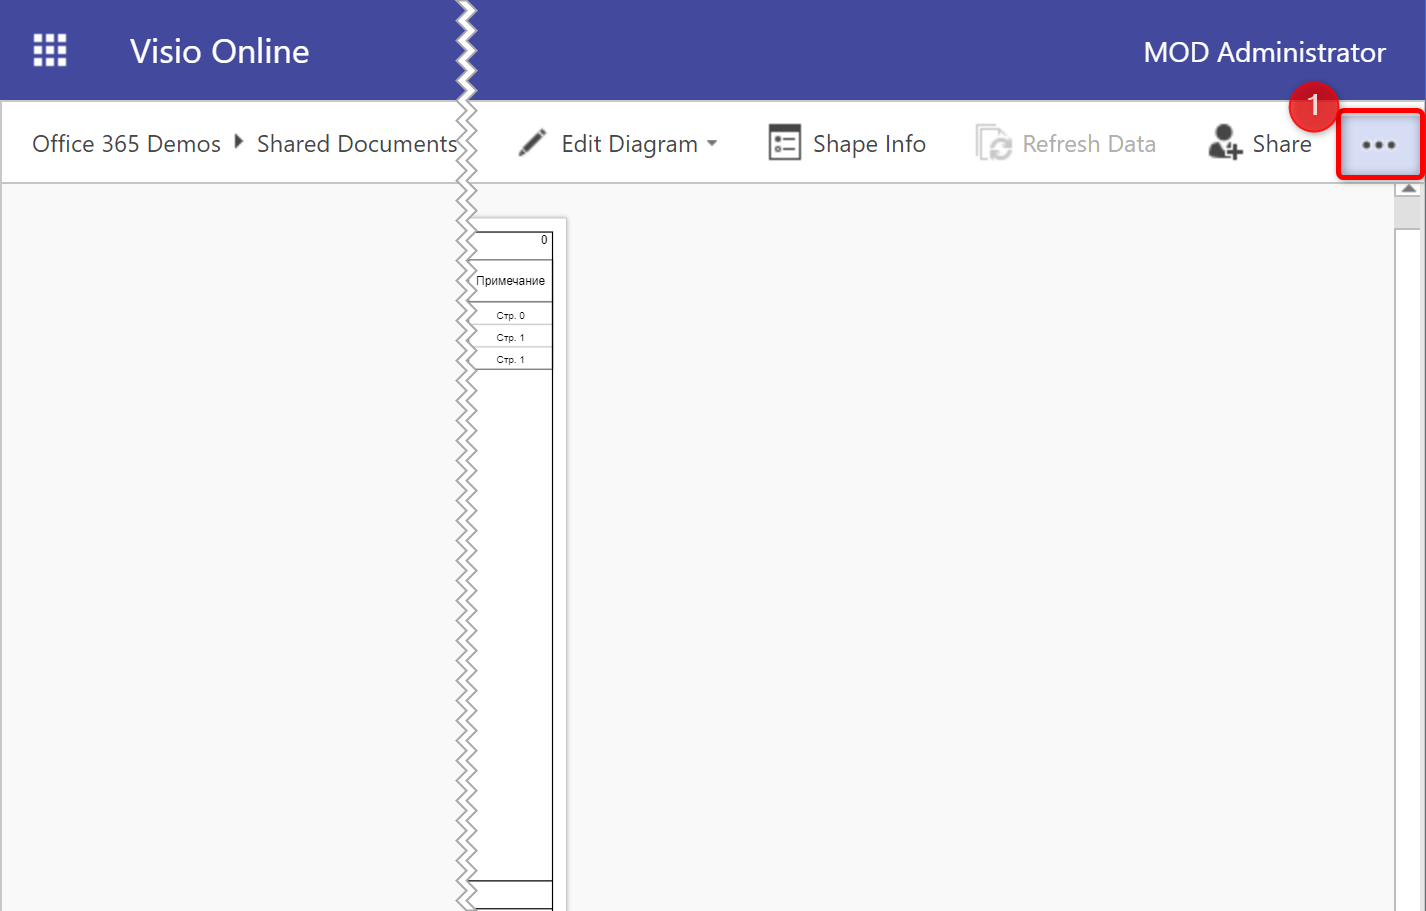 Visio Online
MOD Administrator
1
Office 365 Demos Shared Documents Edit Diagram Shape Info Refresh Data Share
0
Примечание
Стр. 0
Стр. 1
Стр. 1